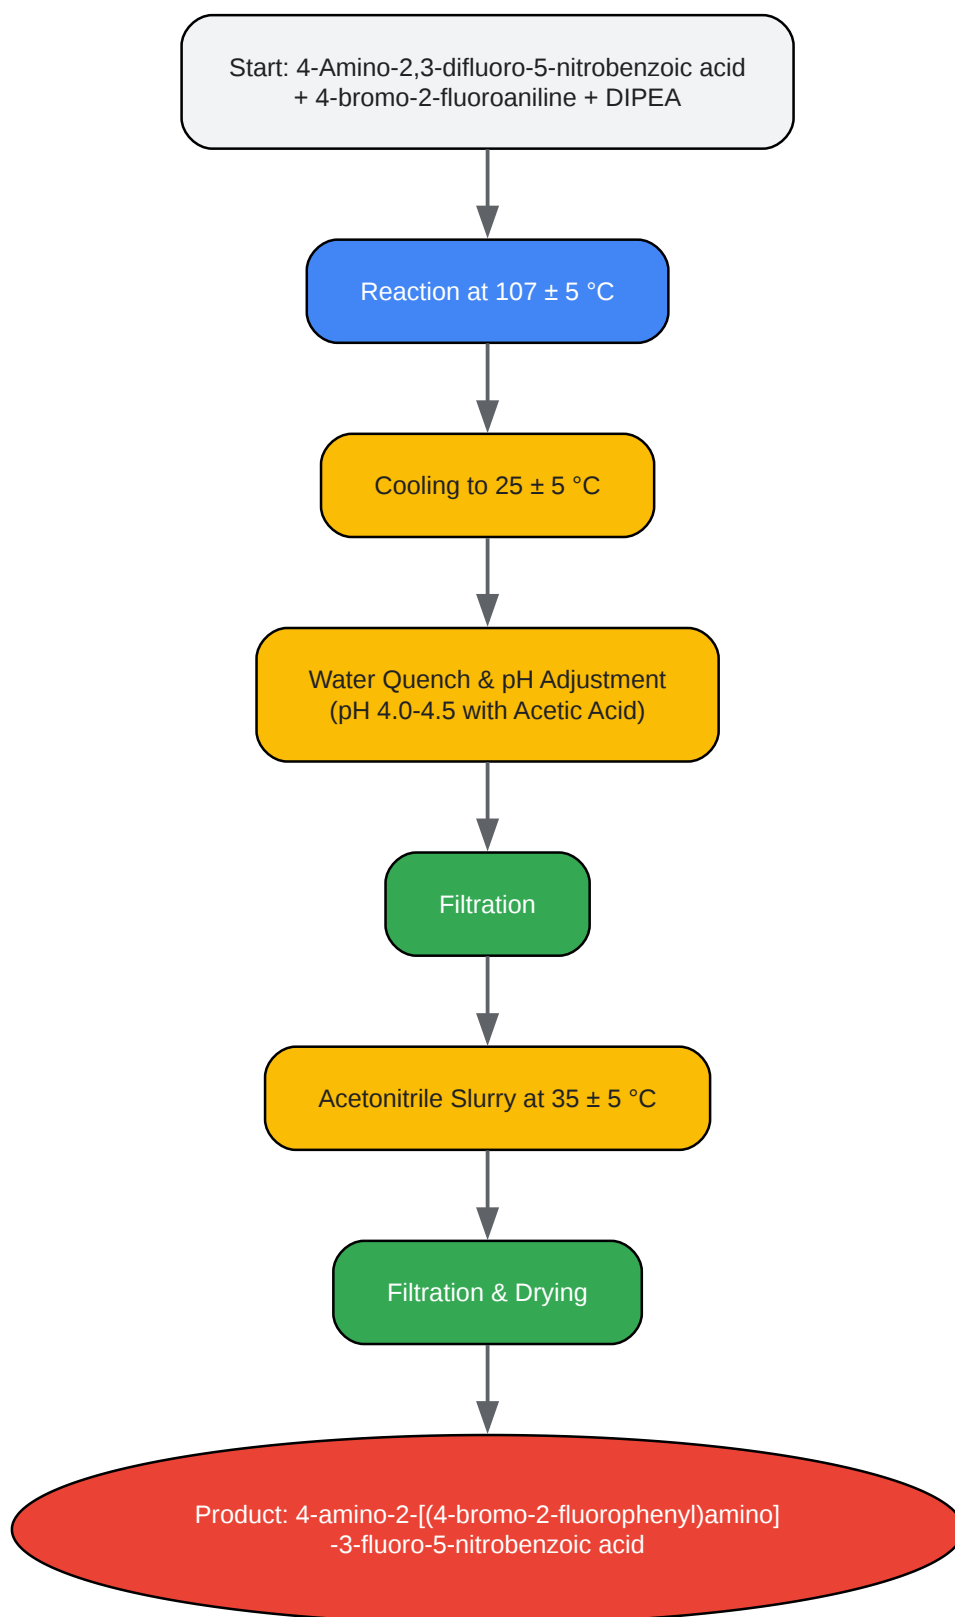 Start: 4-Amino-2,3-difluoro-5-nitrobenzoic acid
+ 4-bromo-2-fluoroaniline + DIPEA
Reaction at 107 ± 5 °C
Cooling to 25 ± 5 °C
Water Quench & pH Adjustment
(pH 4.0-4.5 with Acetic Acid)
Filtration
Acetonitrile Slurry at 35 ± 5 °C
Filtration & Drying
Product: 4-amino-2-[(4-bromo-2-fluorophenyl)amino]
-3-fluoro-5-nitrobenzoic acid